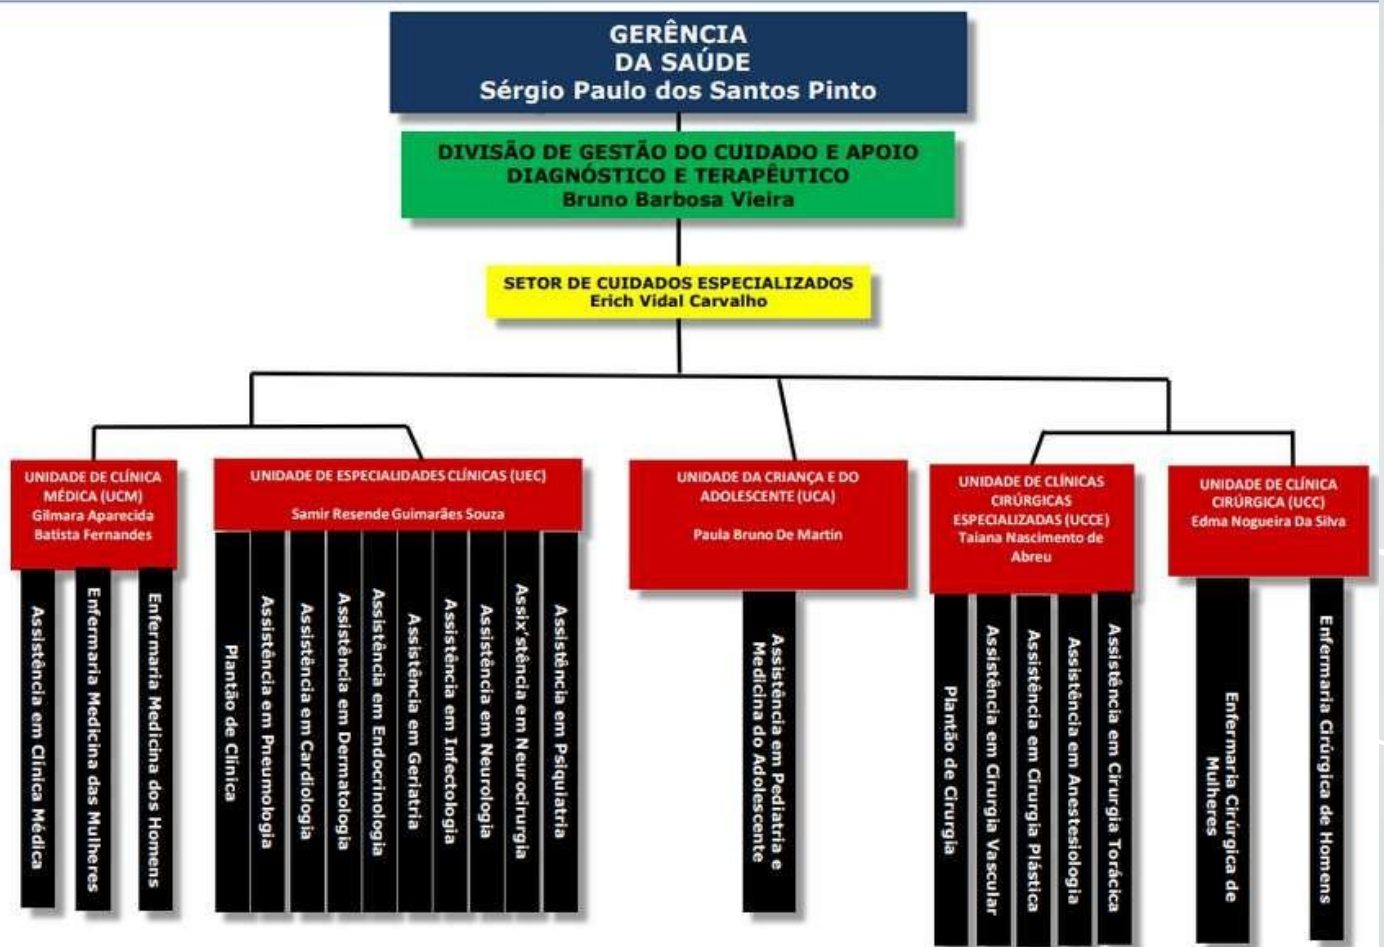 GERÊNCIA
DA SAÚDE
Sérgio Paulo dos Santos Pinto
DIVISÃO DE GESTÃO DO CUIDADO E APOIO
DIAGNÓSTICO E TERAPÊUTICO
Bruno Barbosa Vieira
SETOR DE CUIDADOS ESPECIALIZADOS
Erich Vidal Carvalho
UNIDADE DE CLÍNICA
MÉDICA (UCM)
Gilmara Aparecida
Batista Fernandes
Assistência em Clínica Médica
Enfermaria Medicina das Mulheres
Enfermaria Medicina dos Homens
UNIDADE DE ESPECIALIDADES CLÍNICAS (UEC)
Samir Resende Guimarães Souza
Plantão de Clínica
Assistência em Pneumologia
Assistência em Cardiologia
Assistência em Dermatologia
Assistência em Endocrinologia
Assistência em Geriatria
Assistência em Infectologia
Assistência em Neurologia
Assix'stência em Neurocirurgia
Assistência em Psiquiatria
UNIDADE DA CRIANÇA E DO
ADOLESCENTE (UCA)
Paula Bruno De Martin
Assistência em Pediatria e
Medicina do Adolescente
UNIDADE DE CLÍNICAS
CIRÚRGICAS
ESPECIALIZADAS (UCCE)
Taiana Nascimento de
Abreu
Plantão de Cirurgia
Assistência em Cirurgia Vascular
Assistência em Cirurgia Plástica
Assistência em Anestesiologia
Assistência em Cirurgia Torácica
UNIDADE DE CLÍNICA
CIRÚRGICA (UCC)
Edma Nogueira Da Silva
Enfermaria Cirúrgica de
Mulheres
Enfermaria Cirúrgica de Homens